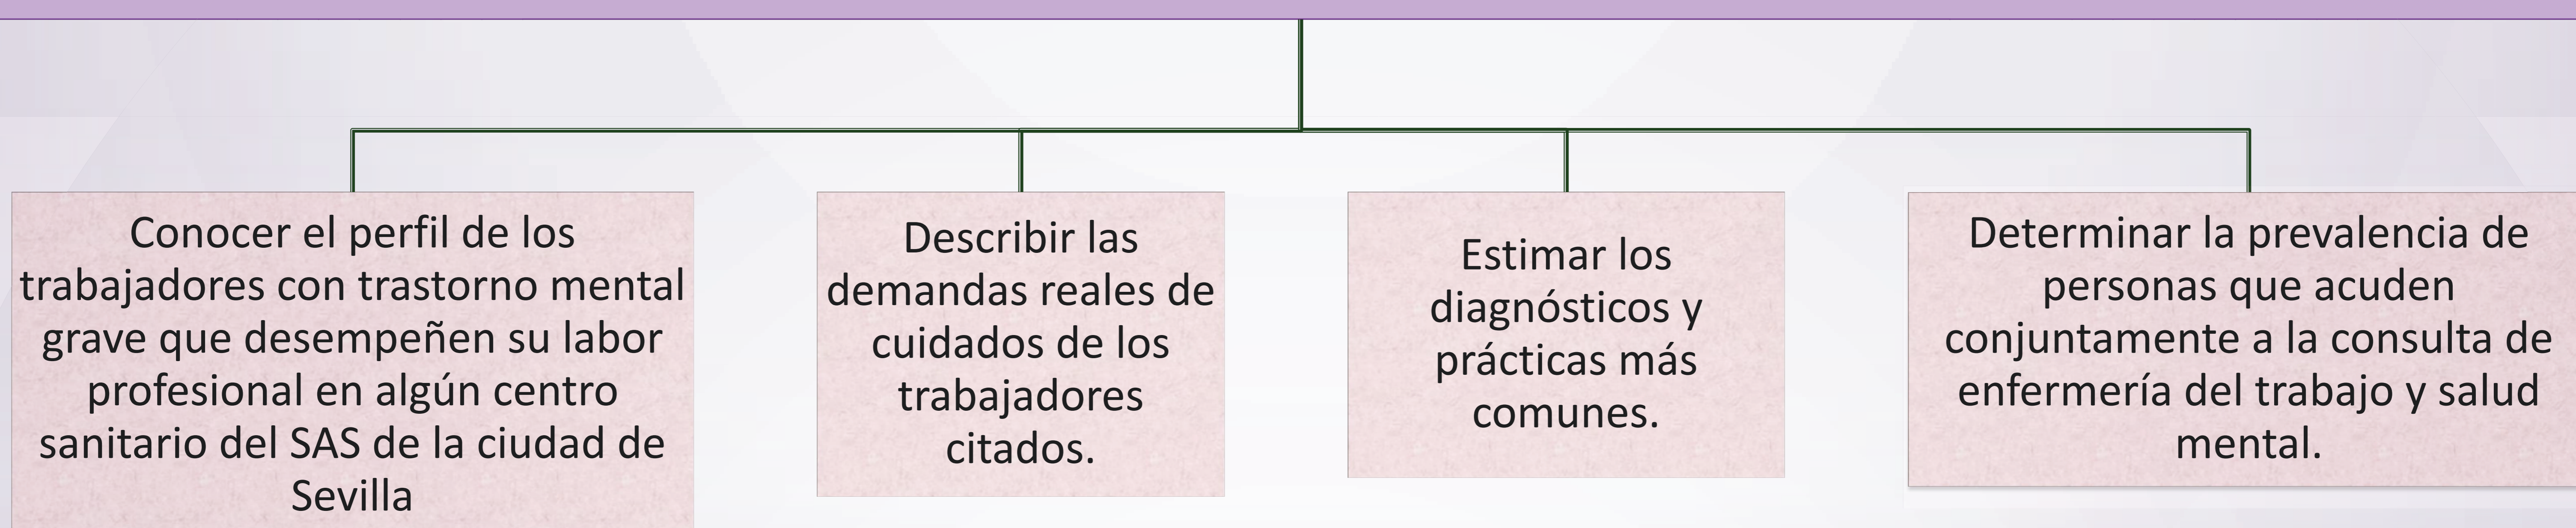 Conocer el perfil de los
trabajadores con trastorno mental
grave que desempeñen su labor
profesional en algún centro
sanitario del SAS de la ciudad de
Sevilla
Describir las
demandas reales de
cuidados de los
trabajadores
citados.
Estimar los
diagnósticos y
prácticas más
comunes.
Determinar la prevalencia de
personas que acuden
conjuntamente a la consulta de
enfermería del trabajo y salud
mental.